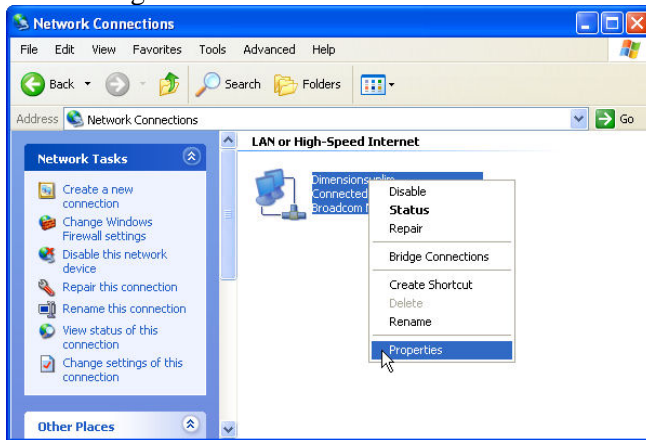 Network Connections
File Edit View Favorites Tools Advanced Help
Back Search Folders
Address Network Connections Go
Network Tasks
Create a new
connection
Change Windows
Firewall settings
Disable this network
device
Repair this connection
Rename this connection
View status of this
connection
Change settings of this
connection
Other Places
LAN or High-Speed Internet
Connected
Broadcom
Disable
Status
Repair
Bridge Connections
Create Shortcut
Delete
Rename
Properties